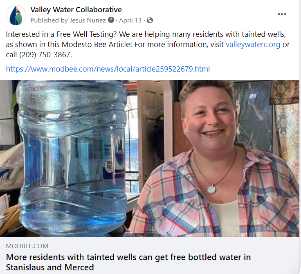 Valley Water Collaborative
Published by Jesus Nunez · April 13 ·
Interested in a Free Well Testing? We are helping many residents with tainted wells,
as shown in this Modesto Bee Article! For more information, visit valleywaterc.org or
call (209) 750-3867.
https://www.modbee.com/news/local/article259522679.html
MODBEE.COM
More residents with tainted wells can get free bottled water in
Stanislaus and Merced